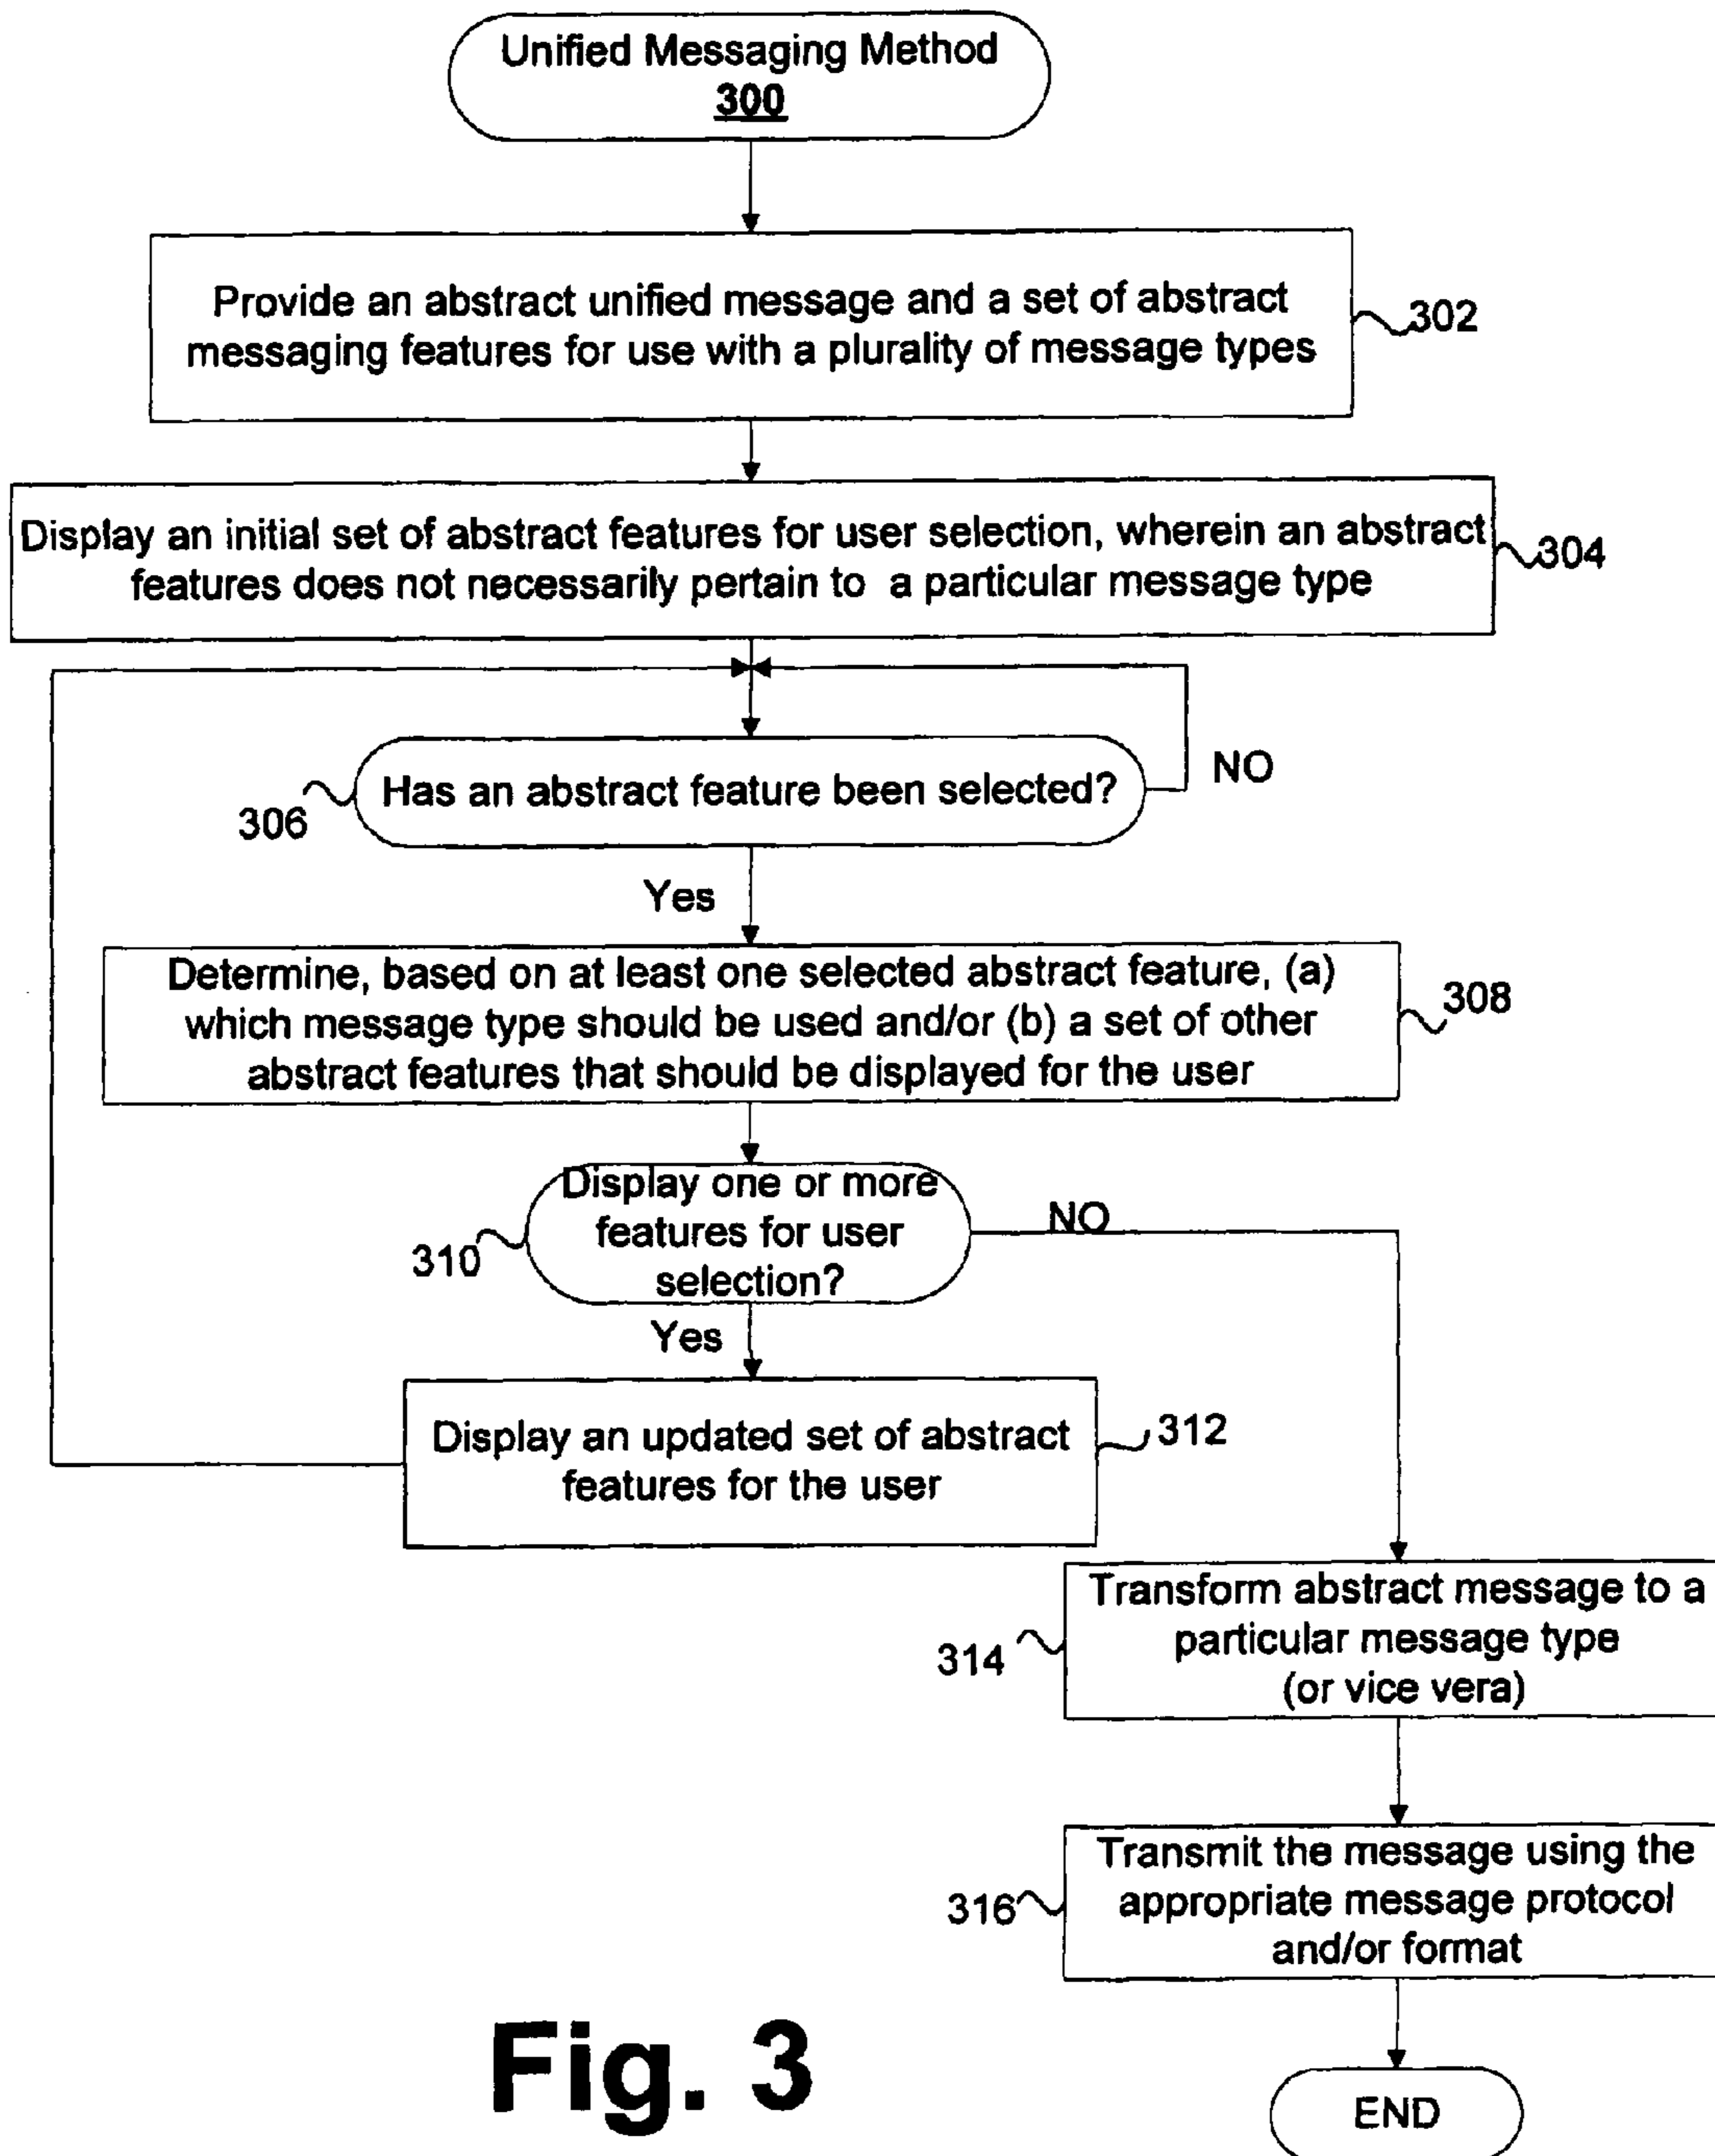 Unified Messaging Method
300
Provide an abstract unified message and a set of abstract
messaging features for use with a plurality of message types
302
Display an initial set of abstract features for user selection, wherein an abstract
features does not necessarily pertain to a particular message type
304
Has an abstract feature been selected?
NO
306
Yes
Determine, based on at least one selected abstract feature, (a)
which message type should be used and/or (b) a set of other
abstract features that should be displayed for the user
308
Display one or more
features for user
selection?
NO
310
Yes
Display an updated set of abstract
features for the user
312
Transform abstract message to a
particular message type
(or vice vera)
314
Transmit the message using the
appropriate message protocol
and/or format
316
END
Fig. 3